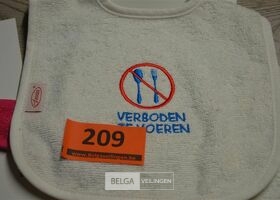 VERBODEN
TE VOEREN
209
BELGA VEILINGEN